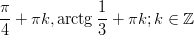 π/4 + πk, arctg 1/3 + πk; k ∈ ℤ